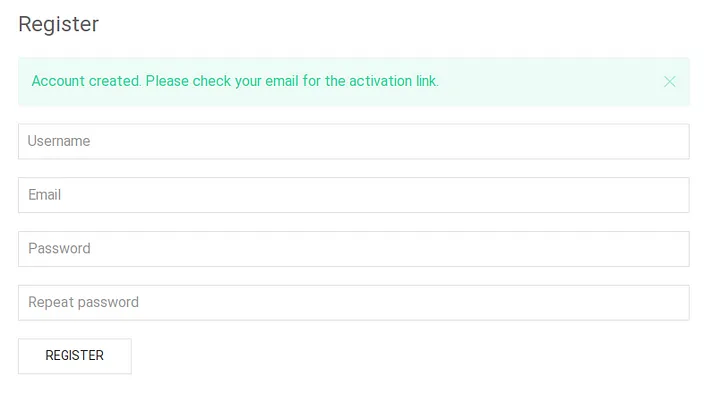 Register
Account created. Please check your email for the activation link.
Username
Email
Password
Repeat password
REGISTER